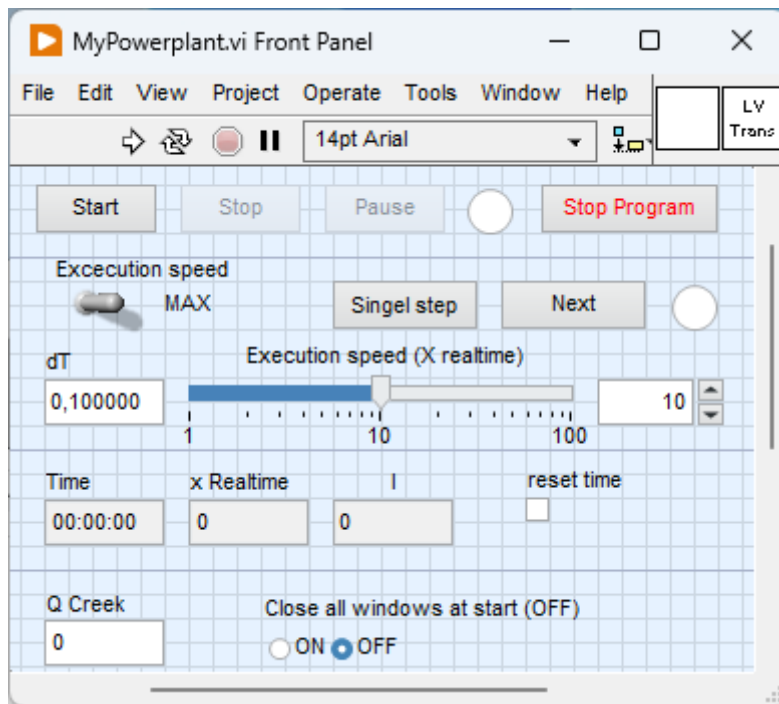 MyPowerplant.vi Front Panel
File Edit View Project Operate Tools Window Help
LV
Trans
14pt Arial
Start Stop Pause Stop Program
Excecution speed
MAX Singel step Next
dT Execution speed (X realtime)
0,100000 10
1 10 100
Time x Realtime I reset time
00:00:00 0 0
Q Creek Close all windows at start (OFF)
0 ON OFF